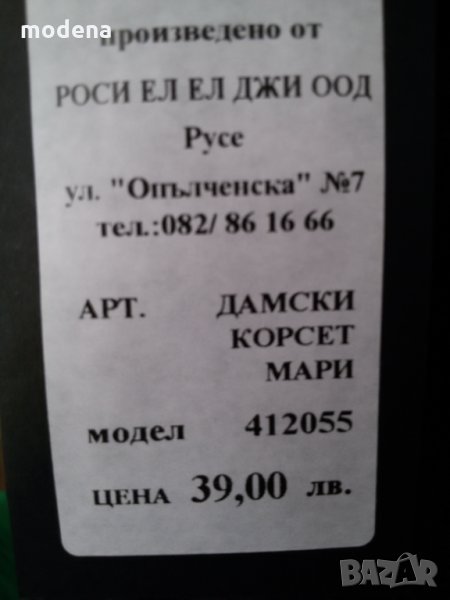 modena
произведено от
РОСИ ЕЛ ЕЛ ДЖИ ООД
Русе
ул. "Опълченска" №7
тел.:082/ 86 16 66
АРТ. ДАМСКИ
КОРСЕТ
МАРИ
модел 412055
ЦЕНА 39,00 лв.
BAZAR